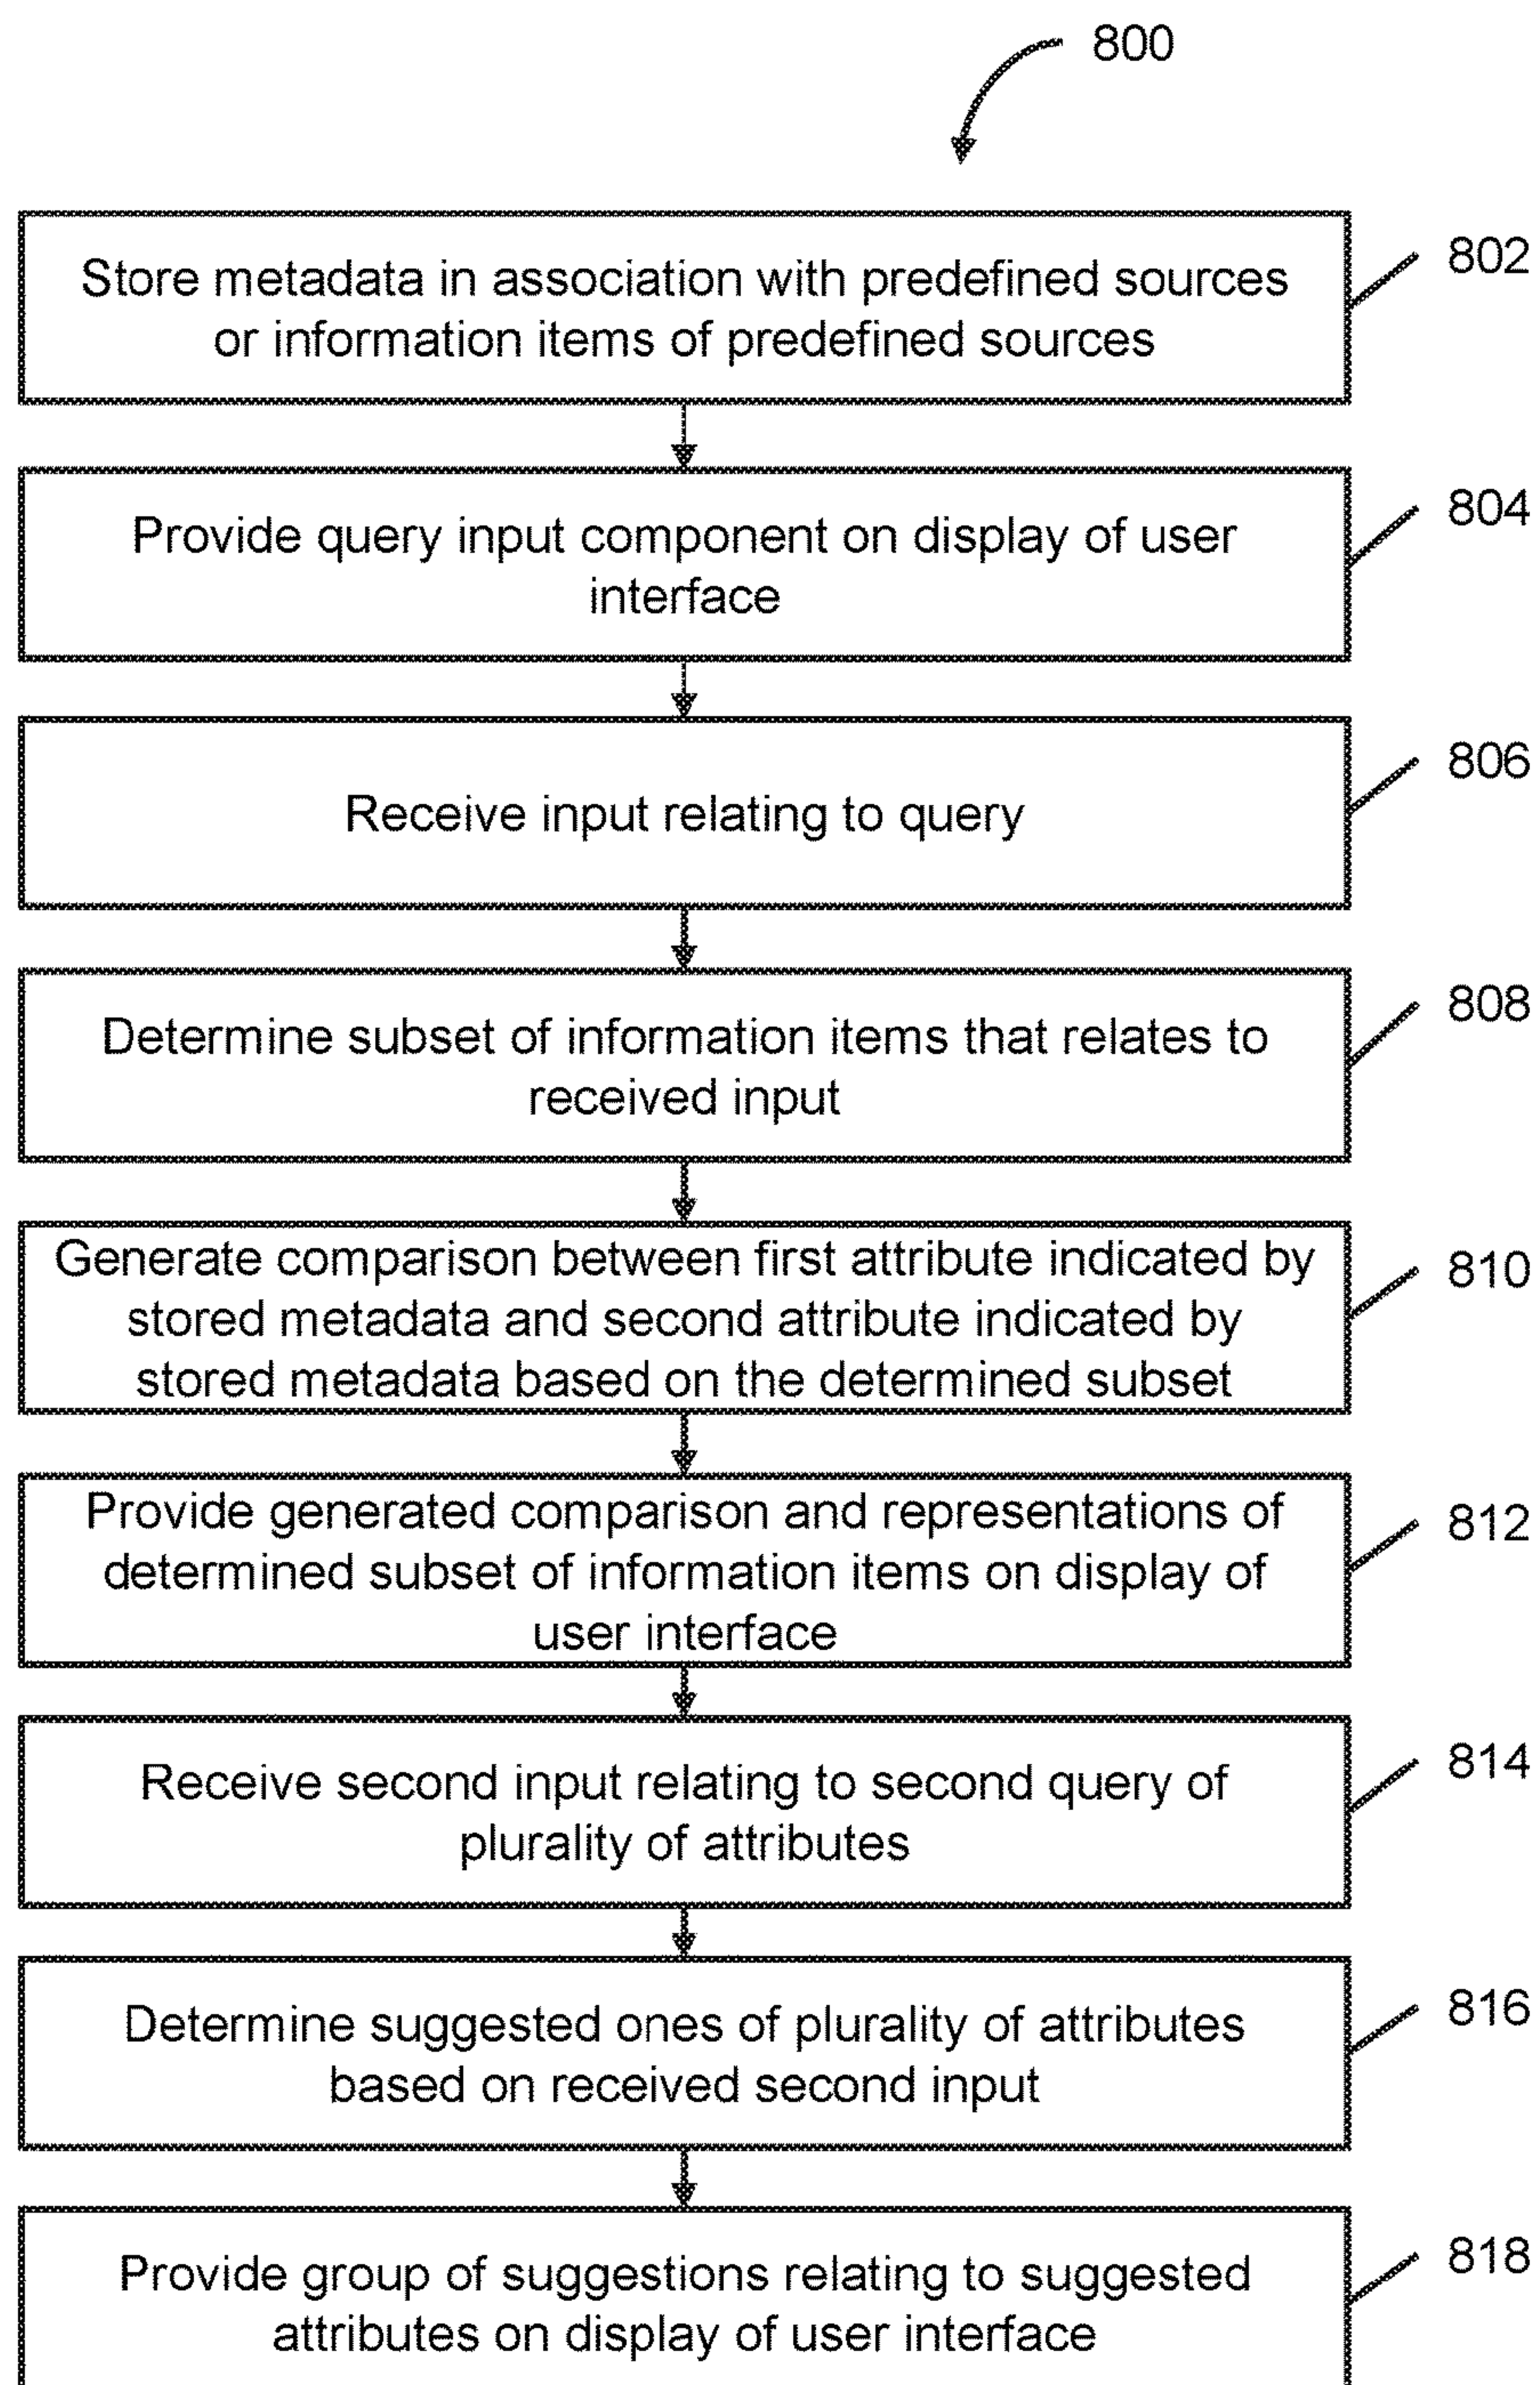 800
Store metadata in association with predefined sources
or information items of predefined sources
802
Provide query input component on display of user
interface
804
Receive input relating to query
806
Determine subset of information items that relates to
received input
808
Generate comparison between first attribute indicated by
stored metadata and second attribute indicated by
stored metadata based on the determined subset
810
Provide generated comparison and representations of
determined subset of information items on display of
user interface
812
Receive second input relating to second query of
plurality of attributes
814
Determine suggested ones of plurality of attributes
based on received second input
816
Provide group of suggestions relating to suggested
attributes on display of user interface
818